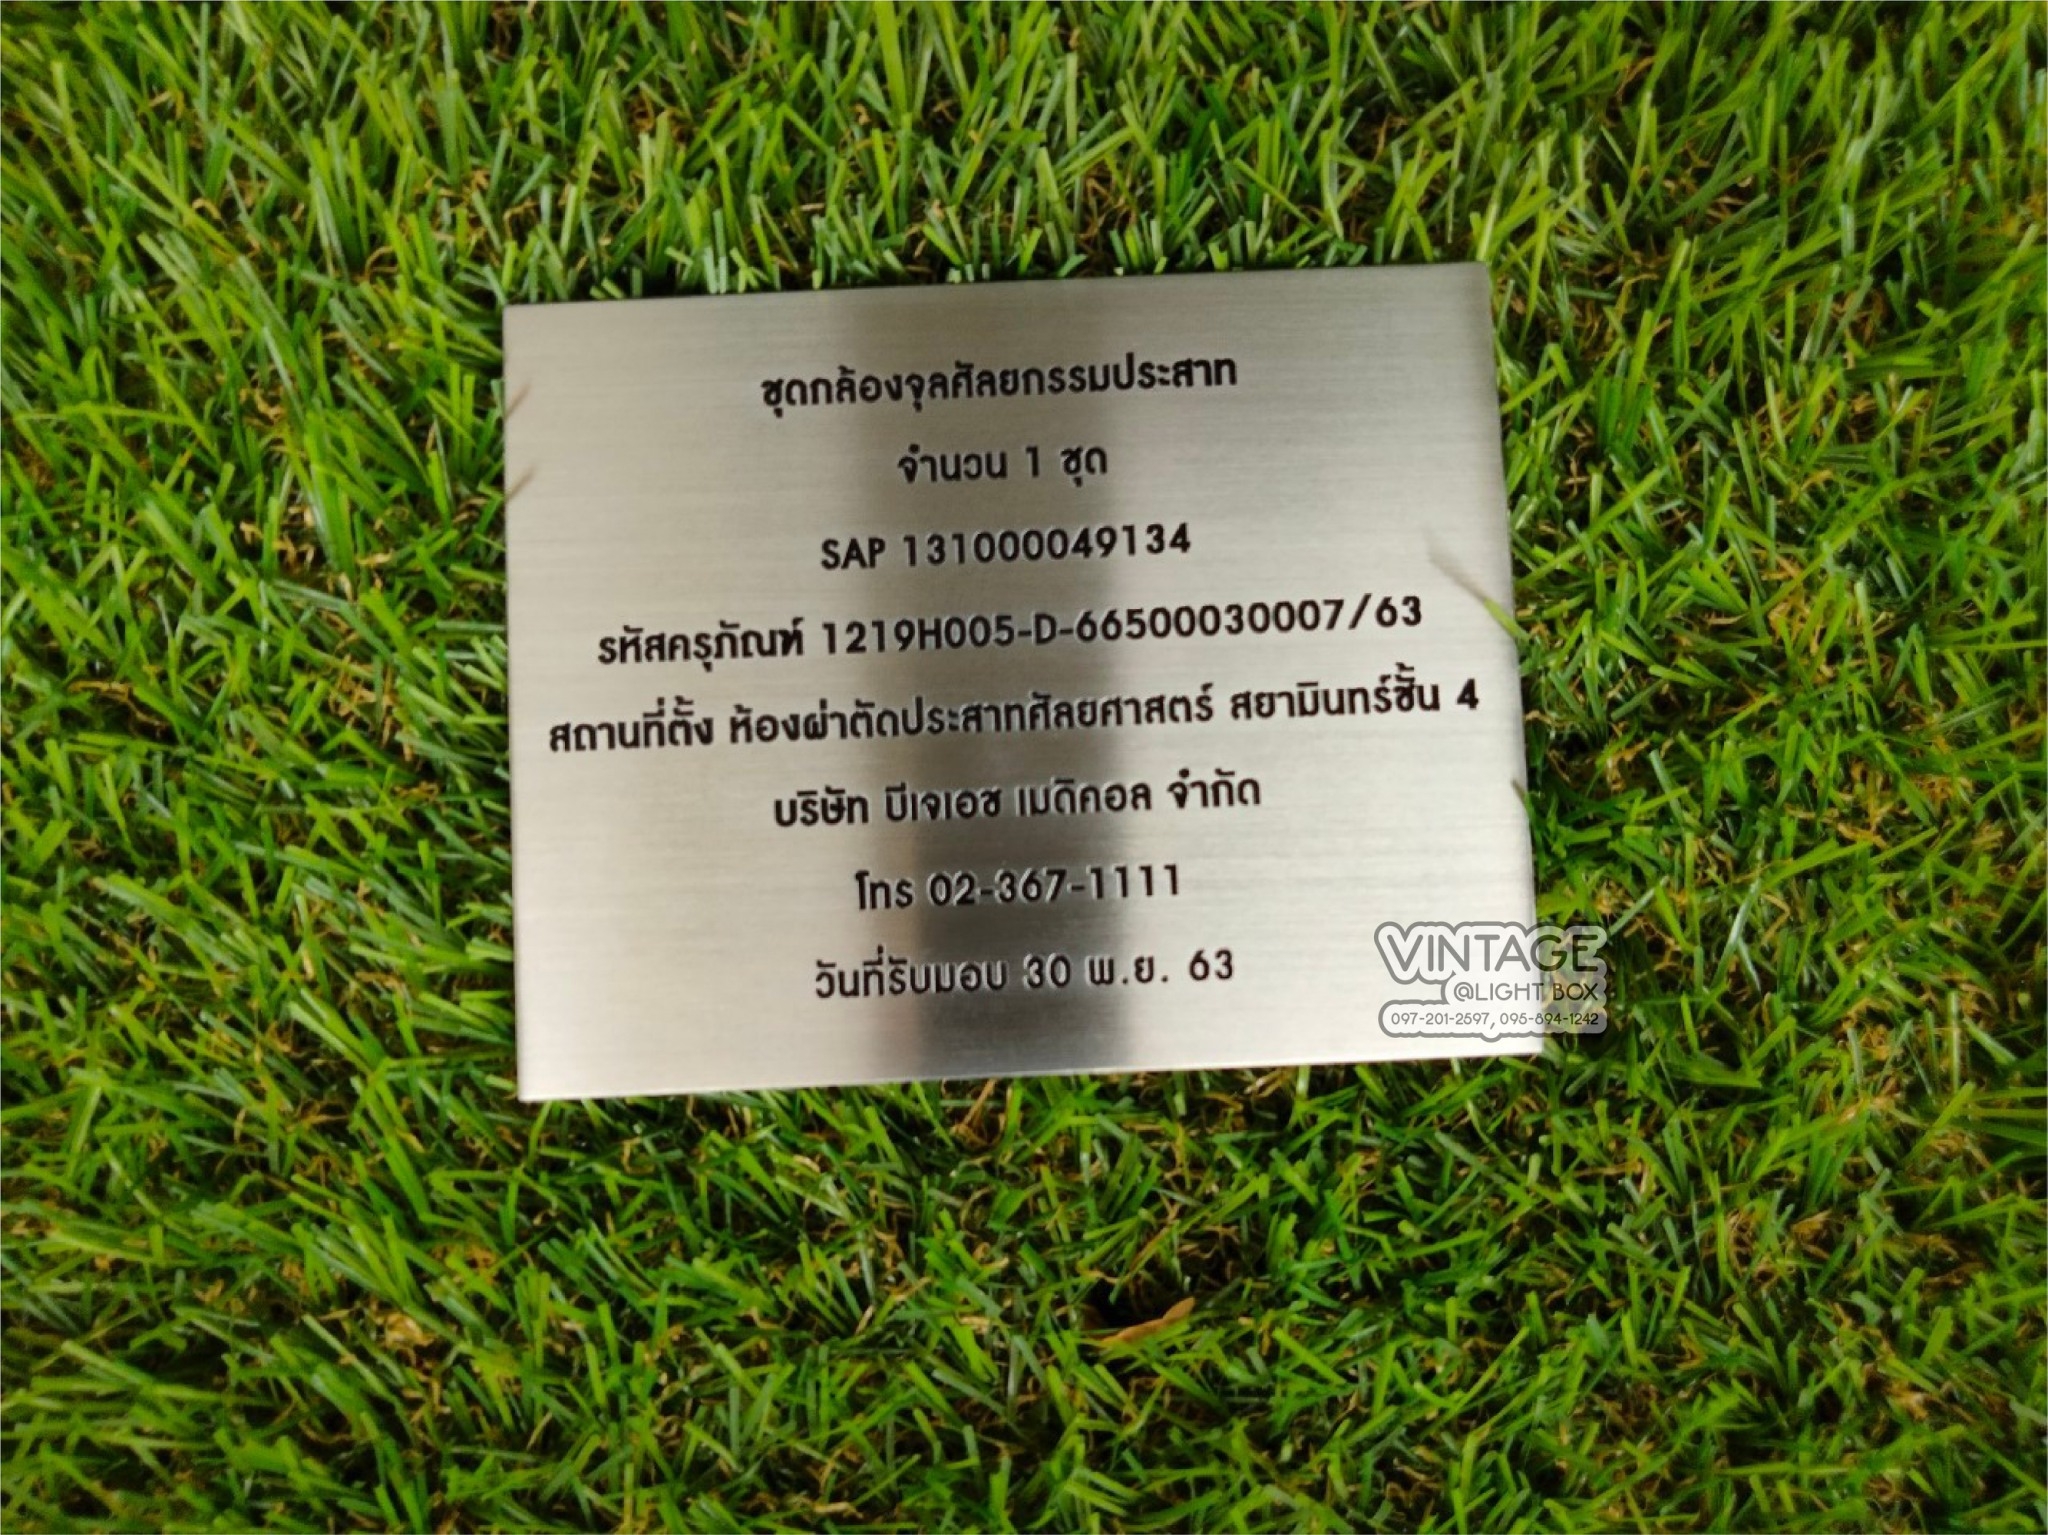 ชุดกล้องจุลศัลยกรรมประสาท
จำนวน 1 ชุด
SAP 131000049134
รหัสครุภัณฑ์ 1219H005-D-66500030007/63
สถานที่ตั้ง ห้องผ่าตัดประสาทศัลยศาสตร์ สยามินทร์ชั้น 4
บริษัท บีเจเอช เมดิคอล จำกัด
โทร 02-367-1111
วันที่รับมอบ 30 พ.ย. 63
VINTAGE
@LIGHT BOX
097-201-2597, 095-894-1242